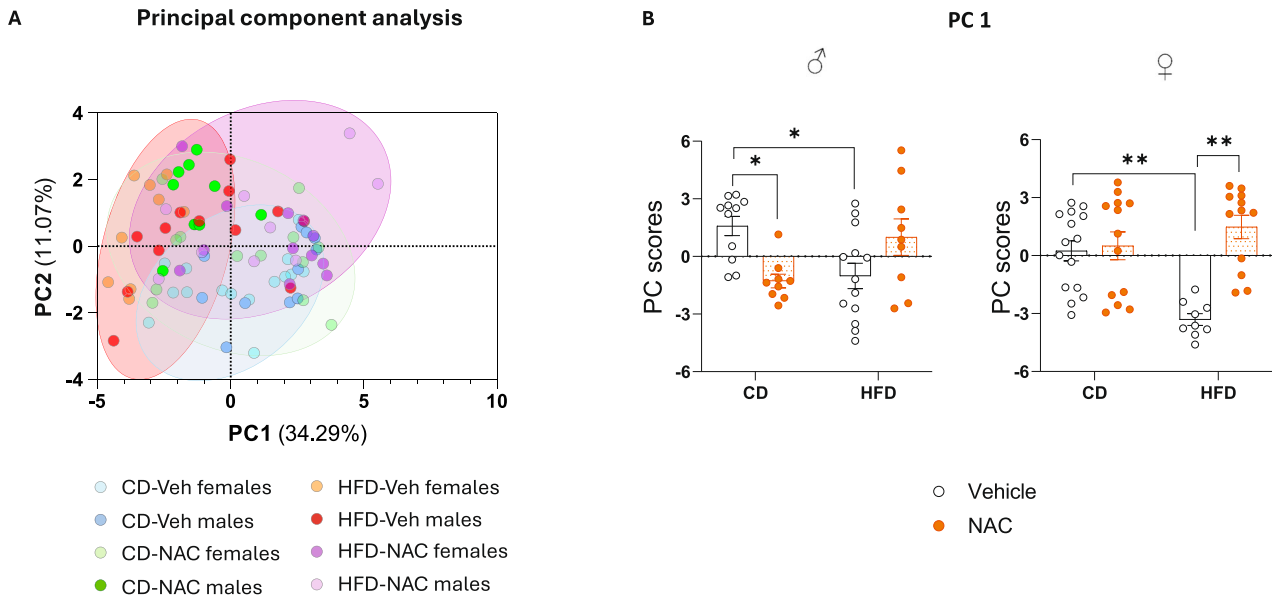 A
Principal component analysis
4
2
0
-2
-4
PC2 (11.07%)
-5
0
5
10
PC1 (34.29%)
CD-Veh females
CD-Veh males
CD-NAC females
CD-NAC males
HFD-Veh females
HFD-Veh males
HFD-NAC females
HFD-NAC males
B
PC 1
♂
PC scores
6
3
0
-3
-6
*
*
CD
HFD
♀
PC scores
6
3
0
-3
-6
**
**
CD
HFD
Vehicle
NAC